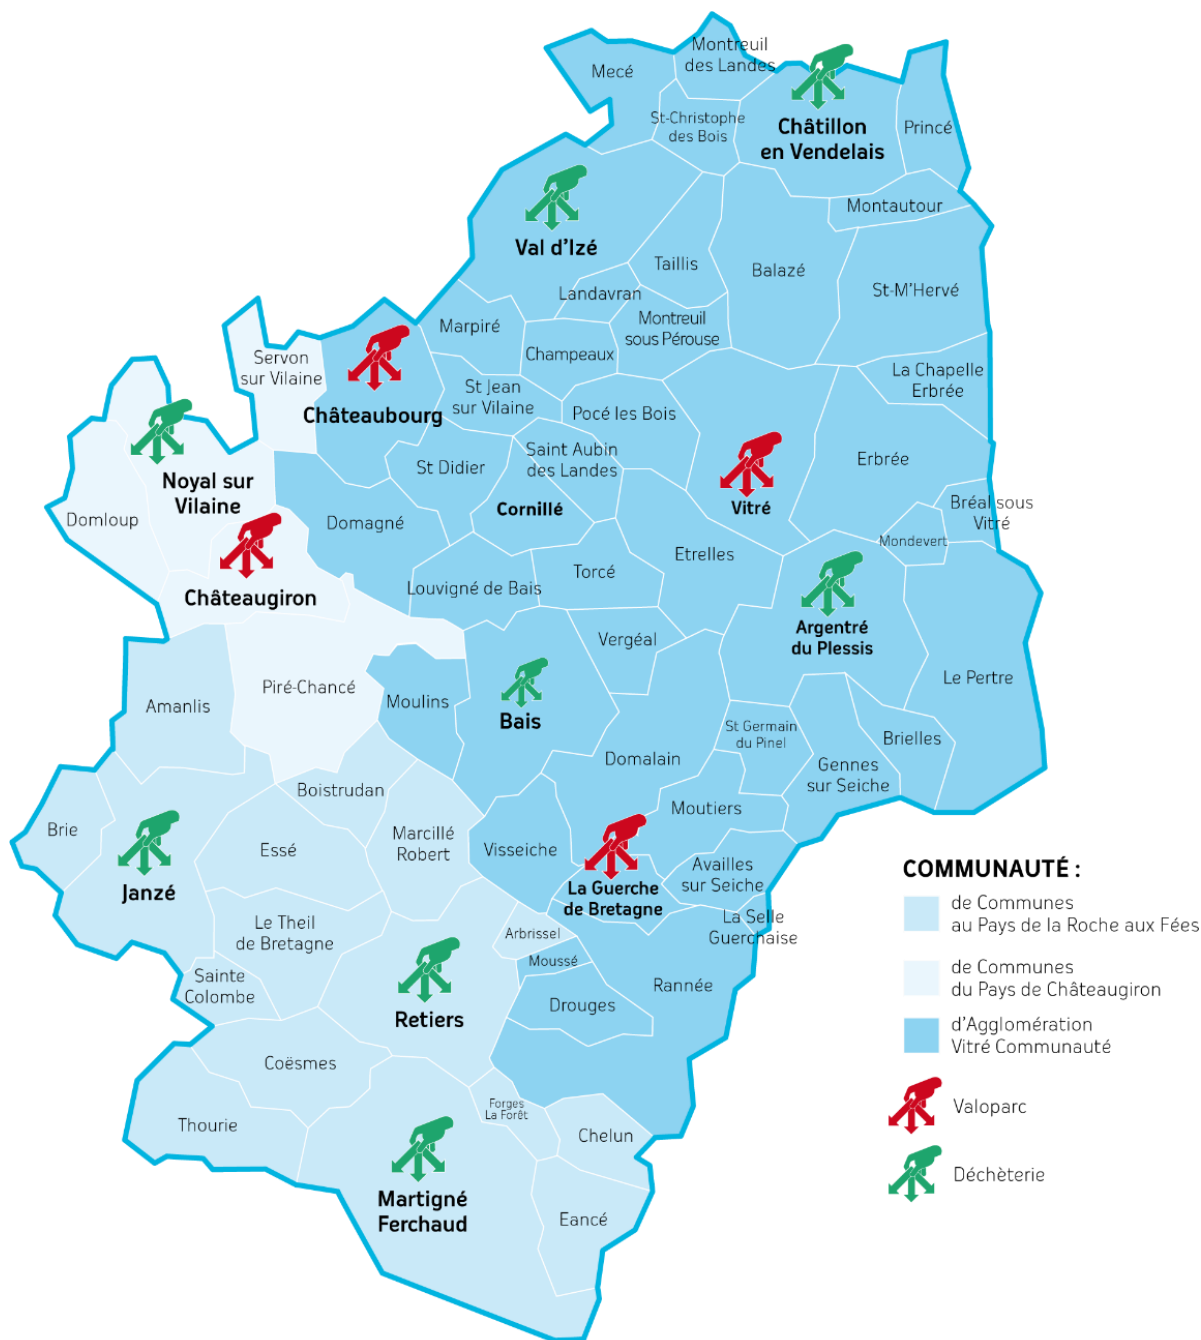 Montreuil
des Landes
Mecé
St-Christophe
des Bois
Châtillon
en Vendelais
Princé
Montautour
Val d'Izé
Taillis
Balazé
St-M'Hervé
Landavran
Marpiré
Montreuil
sous Pérouse
Champeaux
Servon
sur Vilaine
La Chapelle
Erbrée
St Jean
sur Vilaine
Châteaubourg
Pocé les Bois
Saint Aubin
des Landes
St Didier
Erbrée
Noyal sur
Vilaine
Cornillé
Vitré
Bréal sous
Vitré
Domloup
Domagné
Mondevert
Etrelles
Torcé
Louvigné de Bais
Châteaugiron
Argentré
du Plessis
Vergéal
Le Pertre
Piré-Chancé
Amanlis
Moulins
Bais
St Germain
du Pinel
Brielles
Domalain
Gennes
sur Seiche
Boistrudan
Moutiers
Brie
Essé
Marcillé
Robert
Visseiche
Janzé
Availles
sur Seiche
La Guerche
de Bretagne
Le Theil
de Bretagne
La Selle
Guerchaise
Arbrissel
Moussé
Sainte
Colombe
Rannée
Drouges
Retiers
Coësmes
Forges
La Forêt
Thourie
Chelun
Martigné
Ferchaud
Eancé
COMMUNAUTÉ :
de Communes
au Pays de la Roche aux Fées
de Communes
du Pays de Châteaugiron
d'Agglomération
Vitré Communauté
Valoparc
Déchèterie